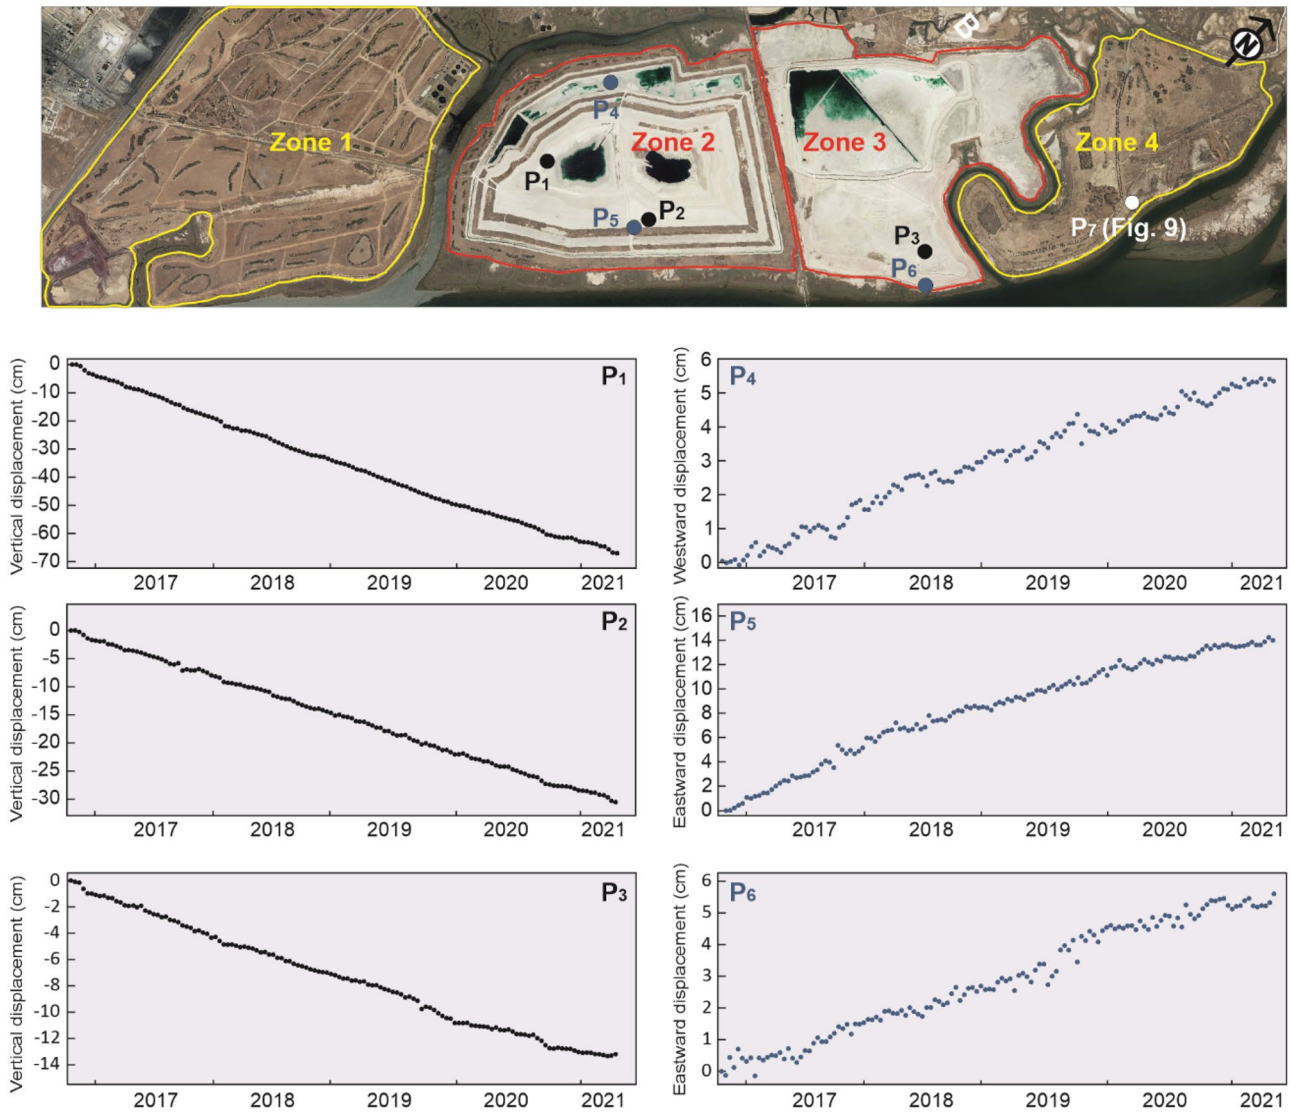 B
N
P4
Zone 1
Zone 2
Zone 3
Zone 4
P1
P5
P2
P3
P6
P7 (Fig. 9)
Vertical displacement (cm)
0
-10
-20
-30
-40
-50
-60
-70
P1
2017 2018 2019 2020 2021
Westward displacement (cm)
6
5
4
3
2
1
0
P4
2017 2018 2019 2020 2021
Vertical displacement (cm)
0
-5
-10
-15
-20
-25
-30
P2
2017 2018 2019 2020 2021
Eastward displacement (cm)
16
14
12
10
8
6
4
2
0
P5
2017 2018 2019 2020 2021
Vertical displacement (cm)
0
-2
-4
-6
-8
-10
-12
-14
P3
2017 2018 2019 2020 2021
Eastward displacement (cm)
6
5
4
3
2
1
0
P6
2017 2018 2019 2020 2021